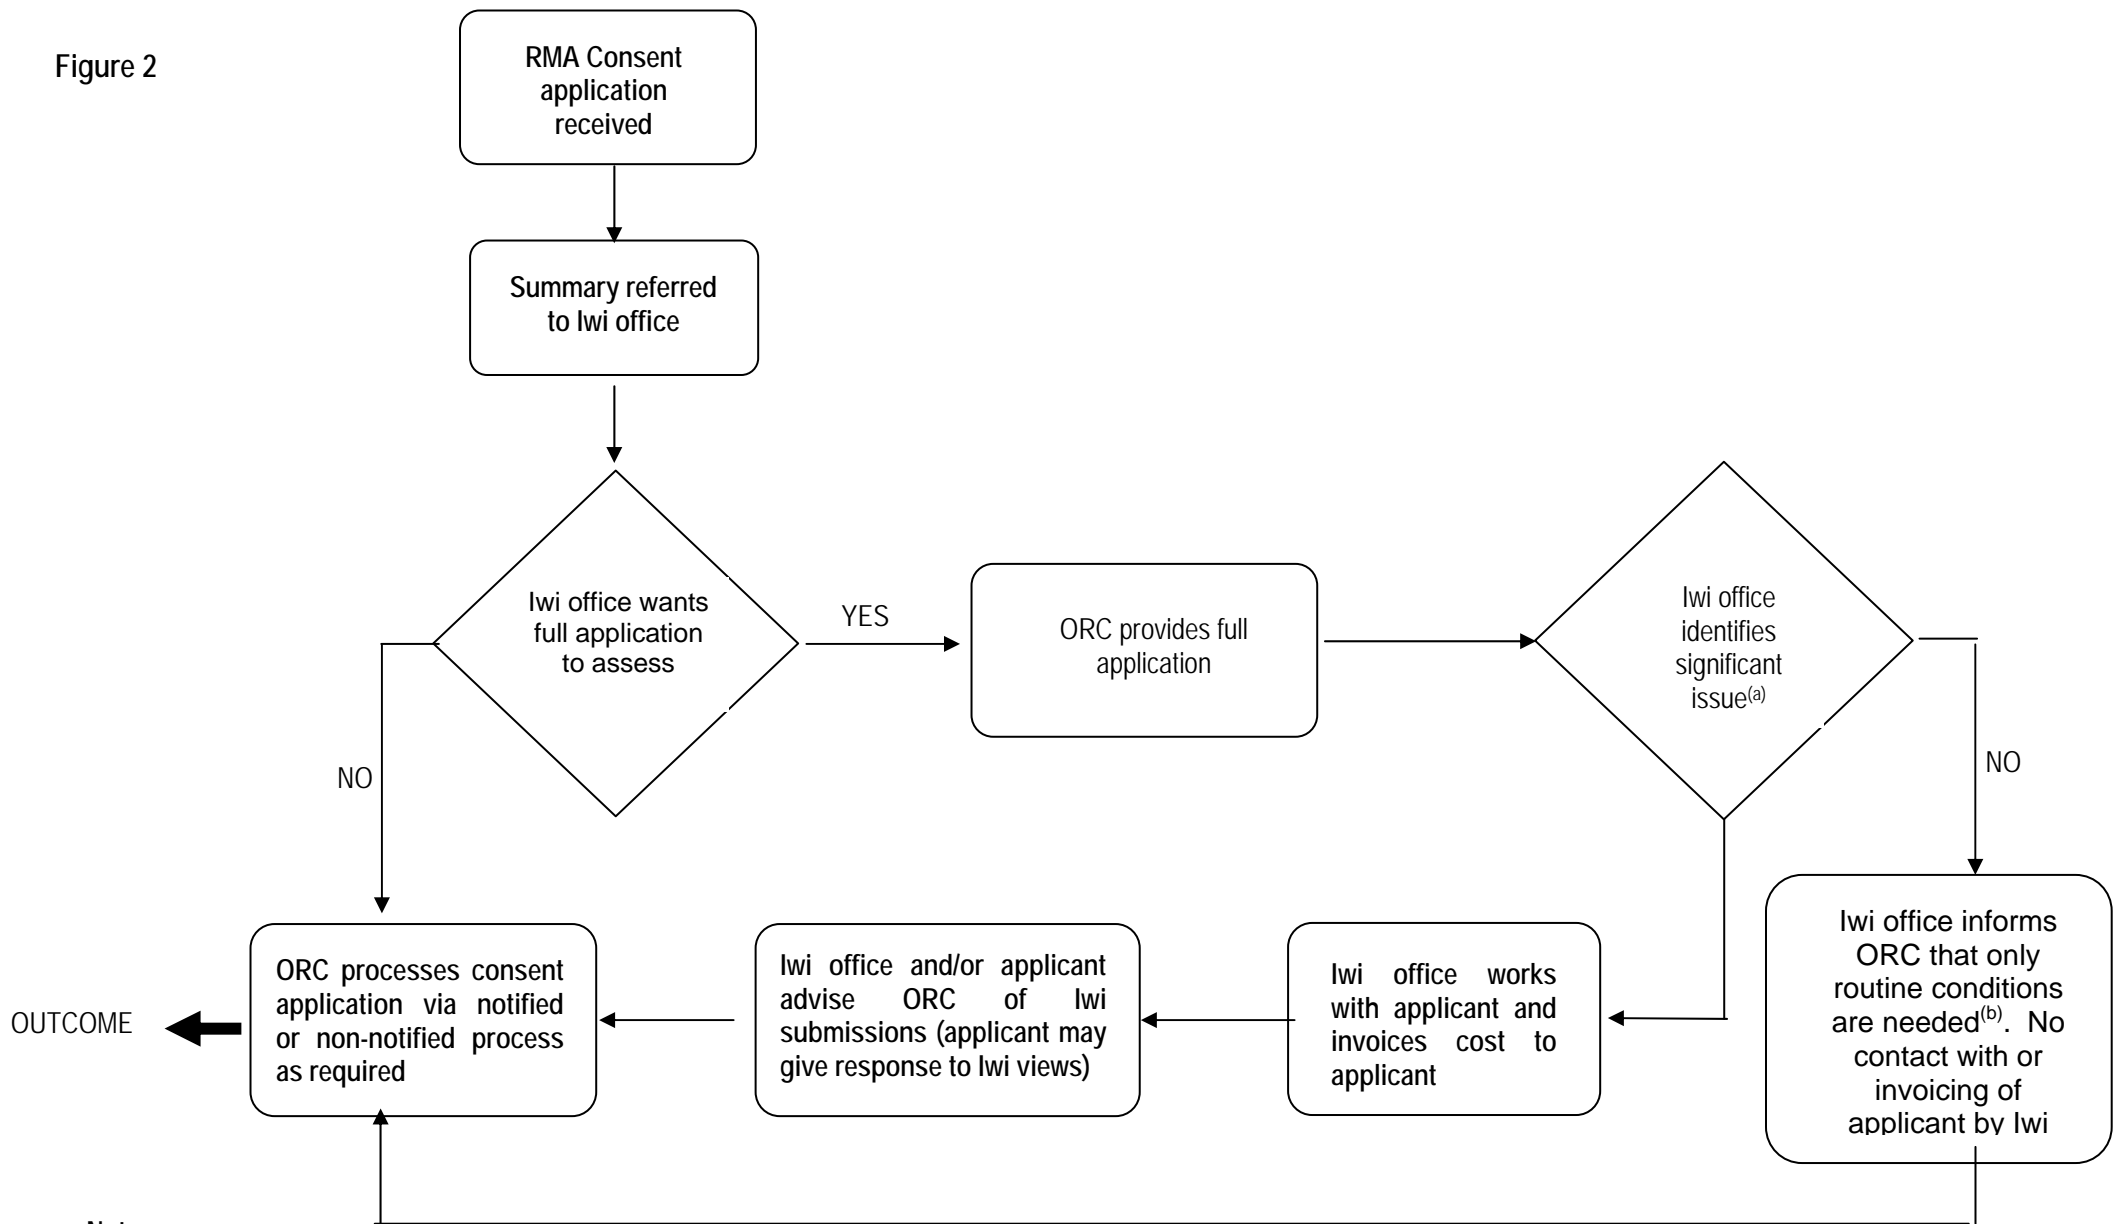 Figure 2
RMA Consent
application
received
Summary referred
to Iwi office
Iwi office wants
full application
to assess
YES
ORC provides full
application
Iwi office
identifies
significant
issue(a)
NO
NO
ORC processes consent
application via notified
or non-notified process
as required
OUTCOME
Iwi office and/or applicant
advise ORC of Iwi
submissions (applicant may
give response to Iwi views)
Iwi office works
with applicant and
invoices cost to
applicant
Iwi office informs
ORC that only
routine conditions
are needed(b). No
contact with or
invoicing of
applicant by Iwi